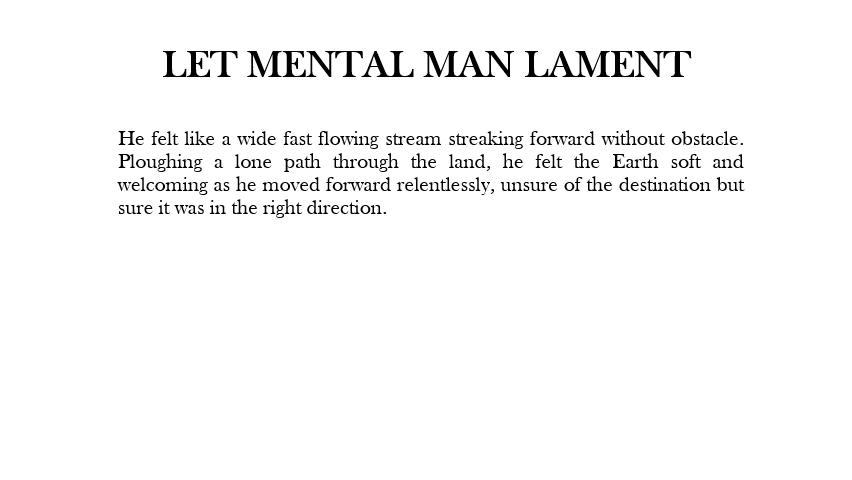 LET MENTAL MAN LAMENT
He felt like a wide fast flowing stream streaking forward without obstacle.
Ploughing a lone path through the land, he felt the Earth soft and
welcoming as he moved forward relentlessly, unsure of the destination but
sure it was in the right direction.